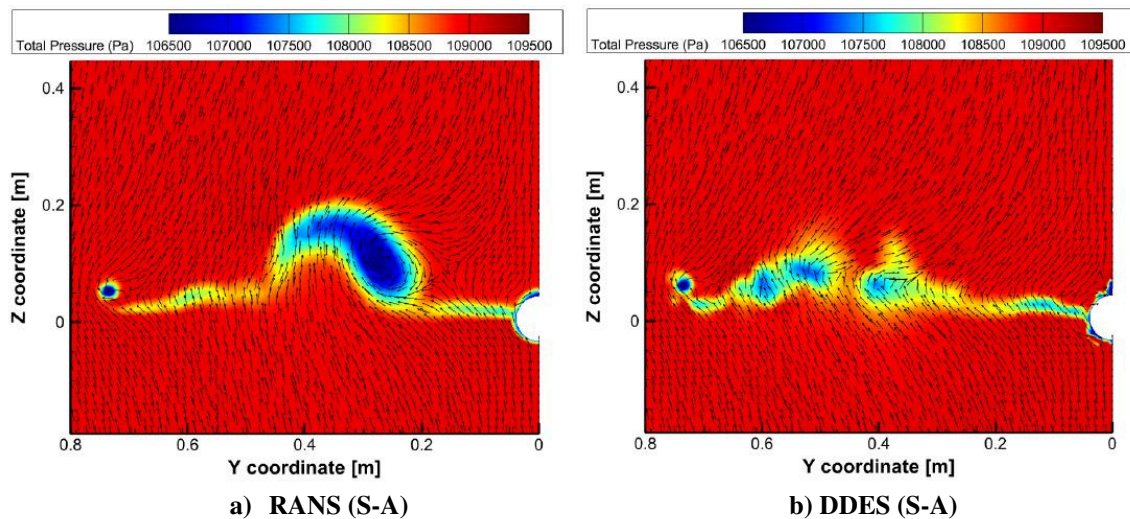 Total Pressure (Pa) 106500 107000 107500 108000 108500 109000 109500
0.4
0.2
0
Z coordinate [m]
0.8 0.6 0.4 0.2 0
Y coordinate [m]
a) RANS (S-A)
Total Pressure (Pa) 106500 107000 107500 108000 108500 109000 109500
0.4
0.2
0
Z coordinate [m]
0.8 0.6 0.4 0.2 0
Y coordinate [m]
b) DDES (S-A)